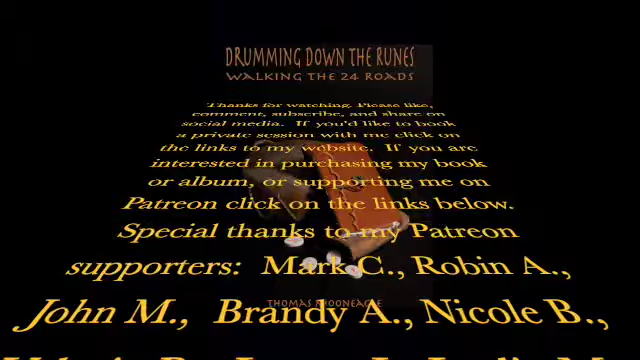 DRUMMING DOWN THE RUNES
WALKING THE 24 ROADS
Thanks for watching. Please like,
comment, subscribe, and share on
social media. If you'd like to book
a private session with me click on
the links to my website. If you are
interested in purchasing my book
or album, or supporting me on
Patreon click on the links below.
Special thanks to my Patreon
supporters: Mark C., Robin A.,
THOMAS MOONEAGLE
John M., Brandy A., Nicole B.,